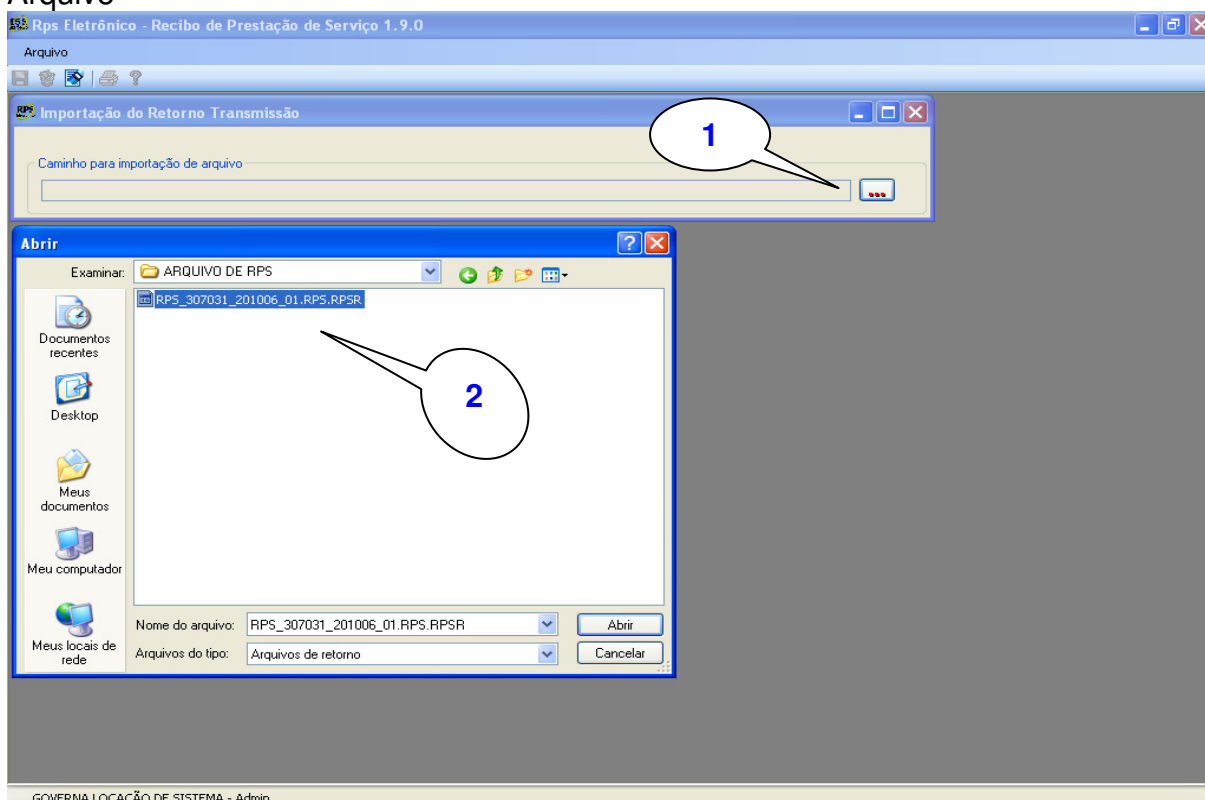 Arquivo
Rps Eletrônico - Recibo de Prestação de Serviço 1.9.0
Arquivo
Importação do Retorno Transmissão
1
Caminho para importação de arquivo
...
Abrir
Examinar: ARQUIVO DE RPS
RPS_307031_201006_01.RPS.RPSR
Documentos
recentes
2
Desktop
Meus
documentos
Meu computador
Meus locais de
rede
Nome do arquivo: RPS_307031_201006_01.RPS.RPSR Abrir
Arquivos do tipo: Arquivos de retorno Cancelar
GOVERNA LOCAÇÃO DE SISTEMA - Admin